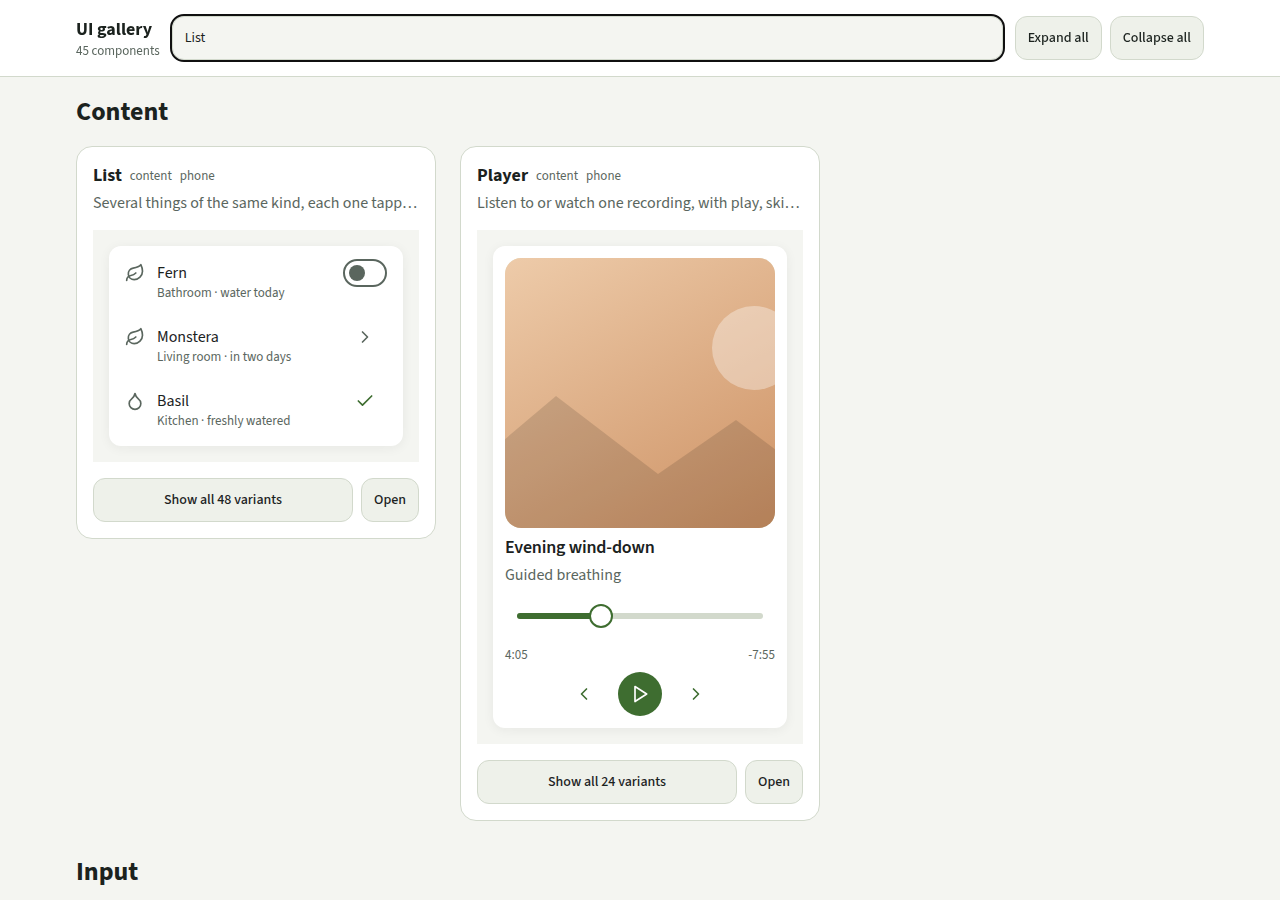 UI gallery
45 components
List
Expand all
Collapse all
Content
List content phone
Several things of the same kind, each one tapp…
Fern
Bathroom · water today
Monstera
Living room · in two days
Basil
Kitchen · freshly watered
Show all 48 variants
Open
Player content phone
Listen to or watch one recording, with play, ski…
Evening wind-down
Guided breathing
4:05
-7:55
Show all 24 variants
Open
Input